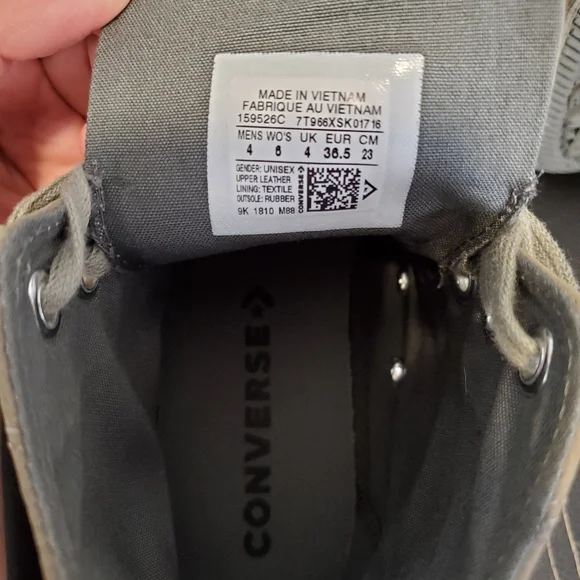 MADE IN VIETNAM
FABRIQUE AU VIETNAM
159526C 7T966XSK01716
MENS WO'S UK EUR CM
4 6 4 36.5 23
GENDER: UNISEX
UPPER LEATHER
LINING: TEXTILE
OUTSOLE: RUBBER
CONVERSE
9K 1810 M88
CONVERSE